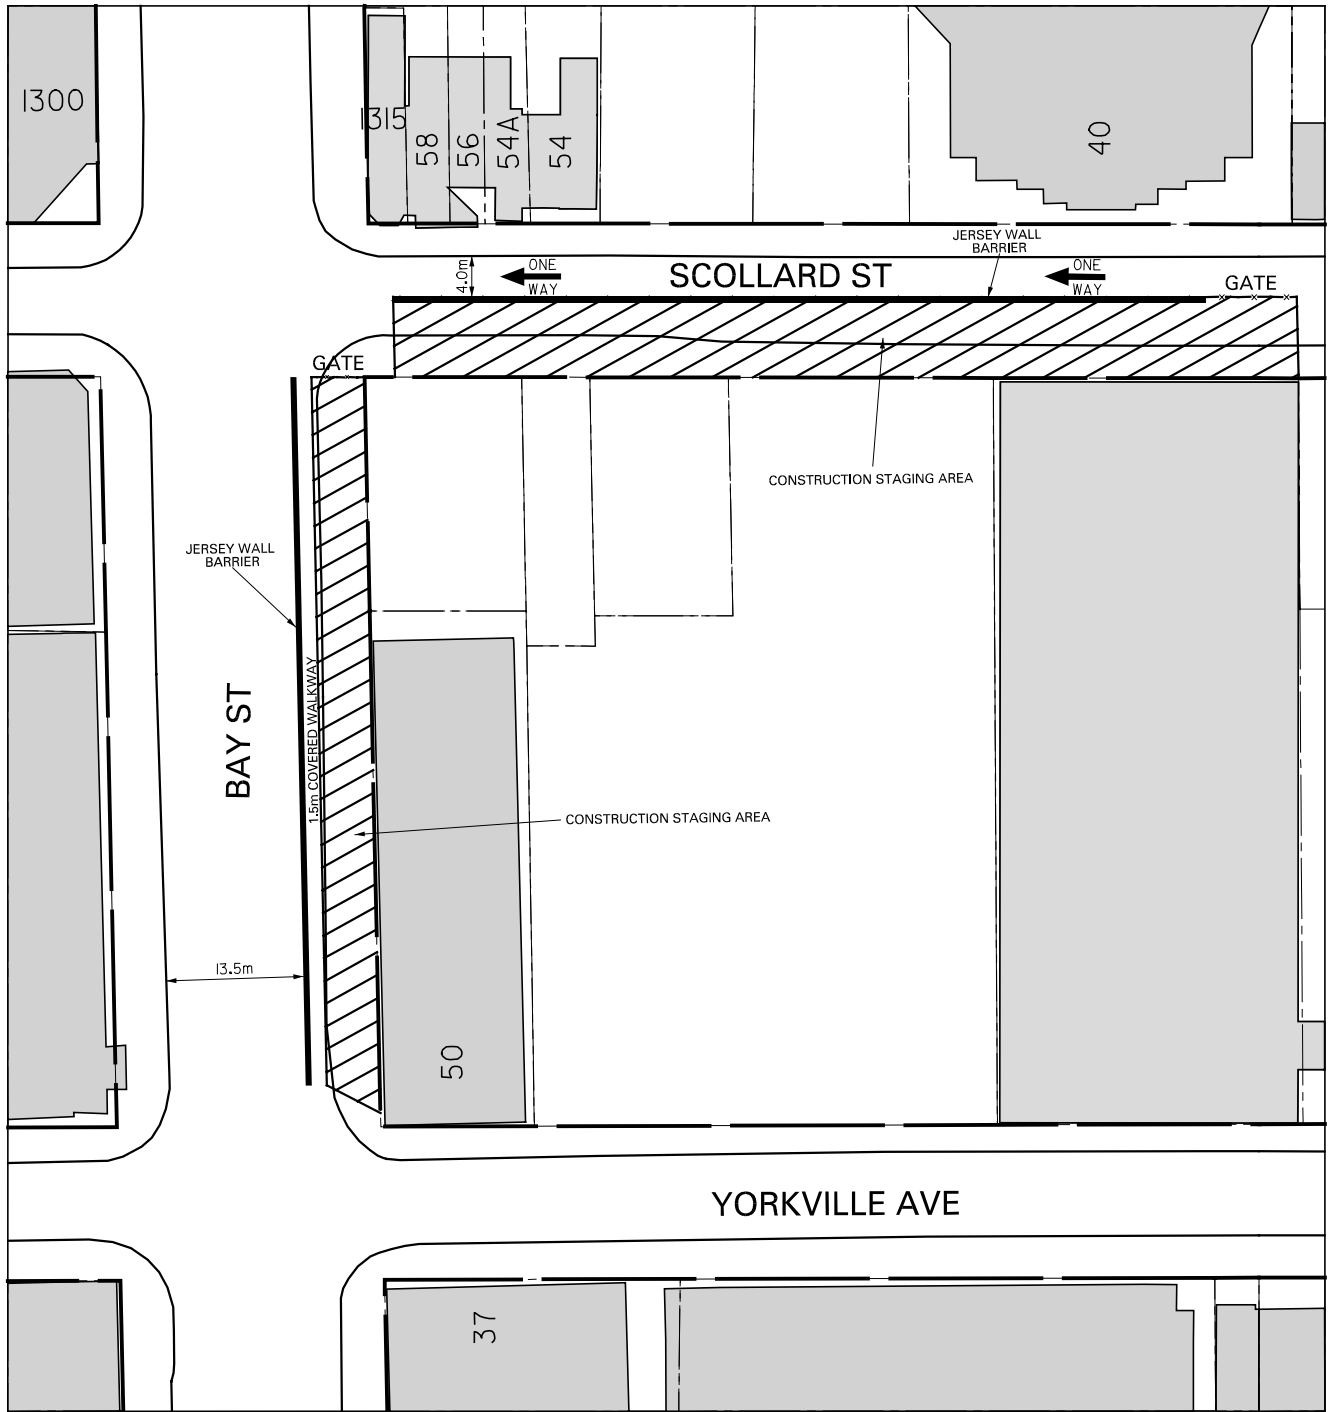 1300
1315
58
56
54A
54
40
JERSEY WALL
BARRIER
4.0m
ONE
WAY
SCOLLARD ST
ONE
WAY
GATE
GATE
CONSTRUCTION STAGING AREA
JERSEY WALL
BARRIER
BAY ST
1.5m COVERED WALKWAY
CONSTRUCTION STAGING AREA
13.5m
50
YORKVILLE AVE
37